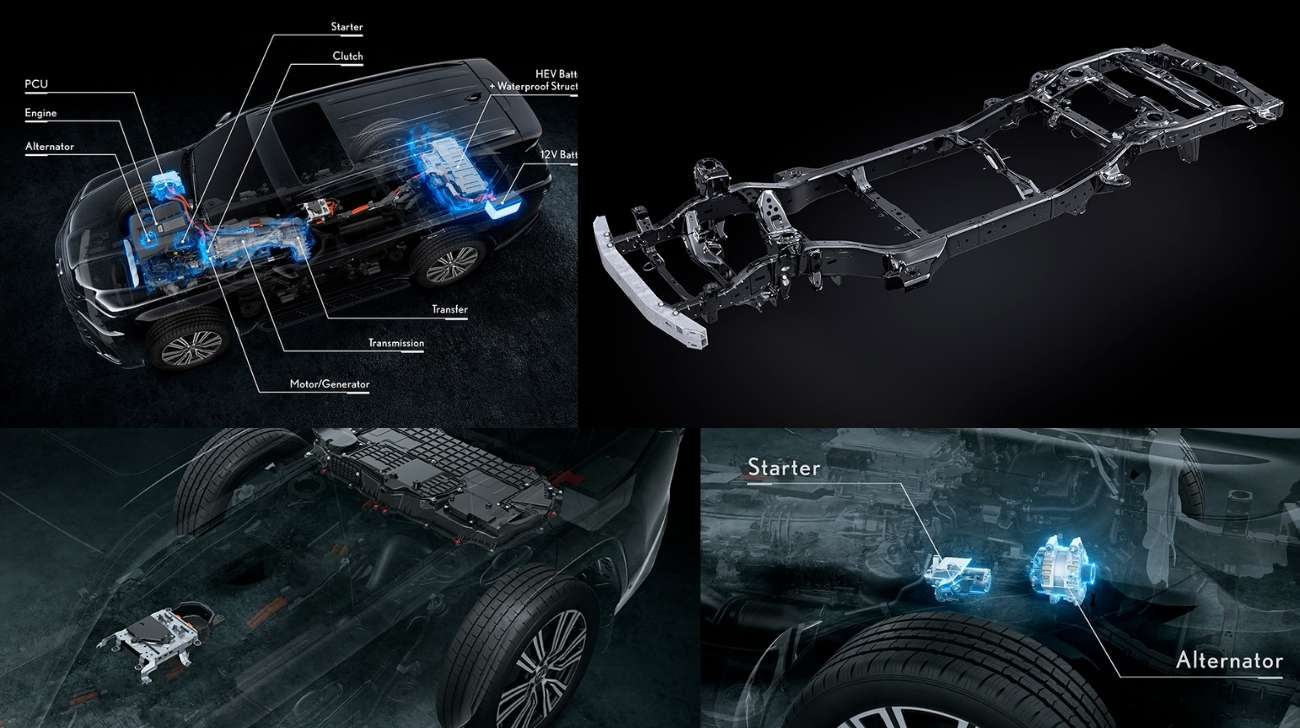 Starter
Clutch
PCU
Engine
Alternator
HEV Batt
+ Waterproof Struct
12V Batt
Transfer
Transmission
Motor/Generator
Starter
Alternator